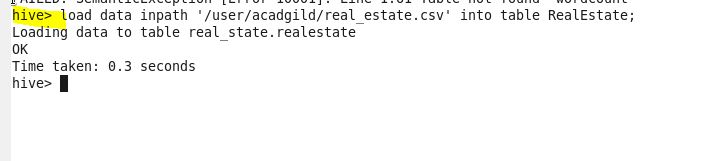 FAILED: SemanticException [Error 10001]: Line 1:81 Table not found 'wordcount'
hive> load data inpath '/user/acadgild/real_estate.csv' into table RealEstate;
Loading data to table real_state.realestate
OK
Time taken: 0.3 seconds
hive>